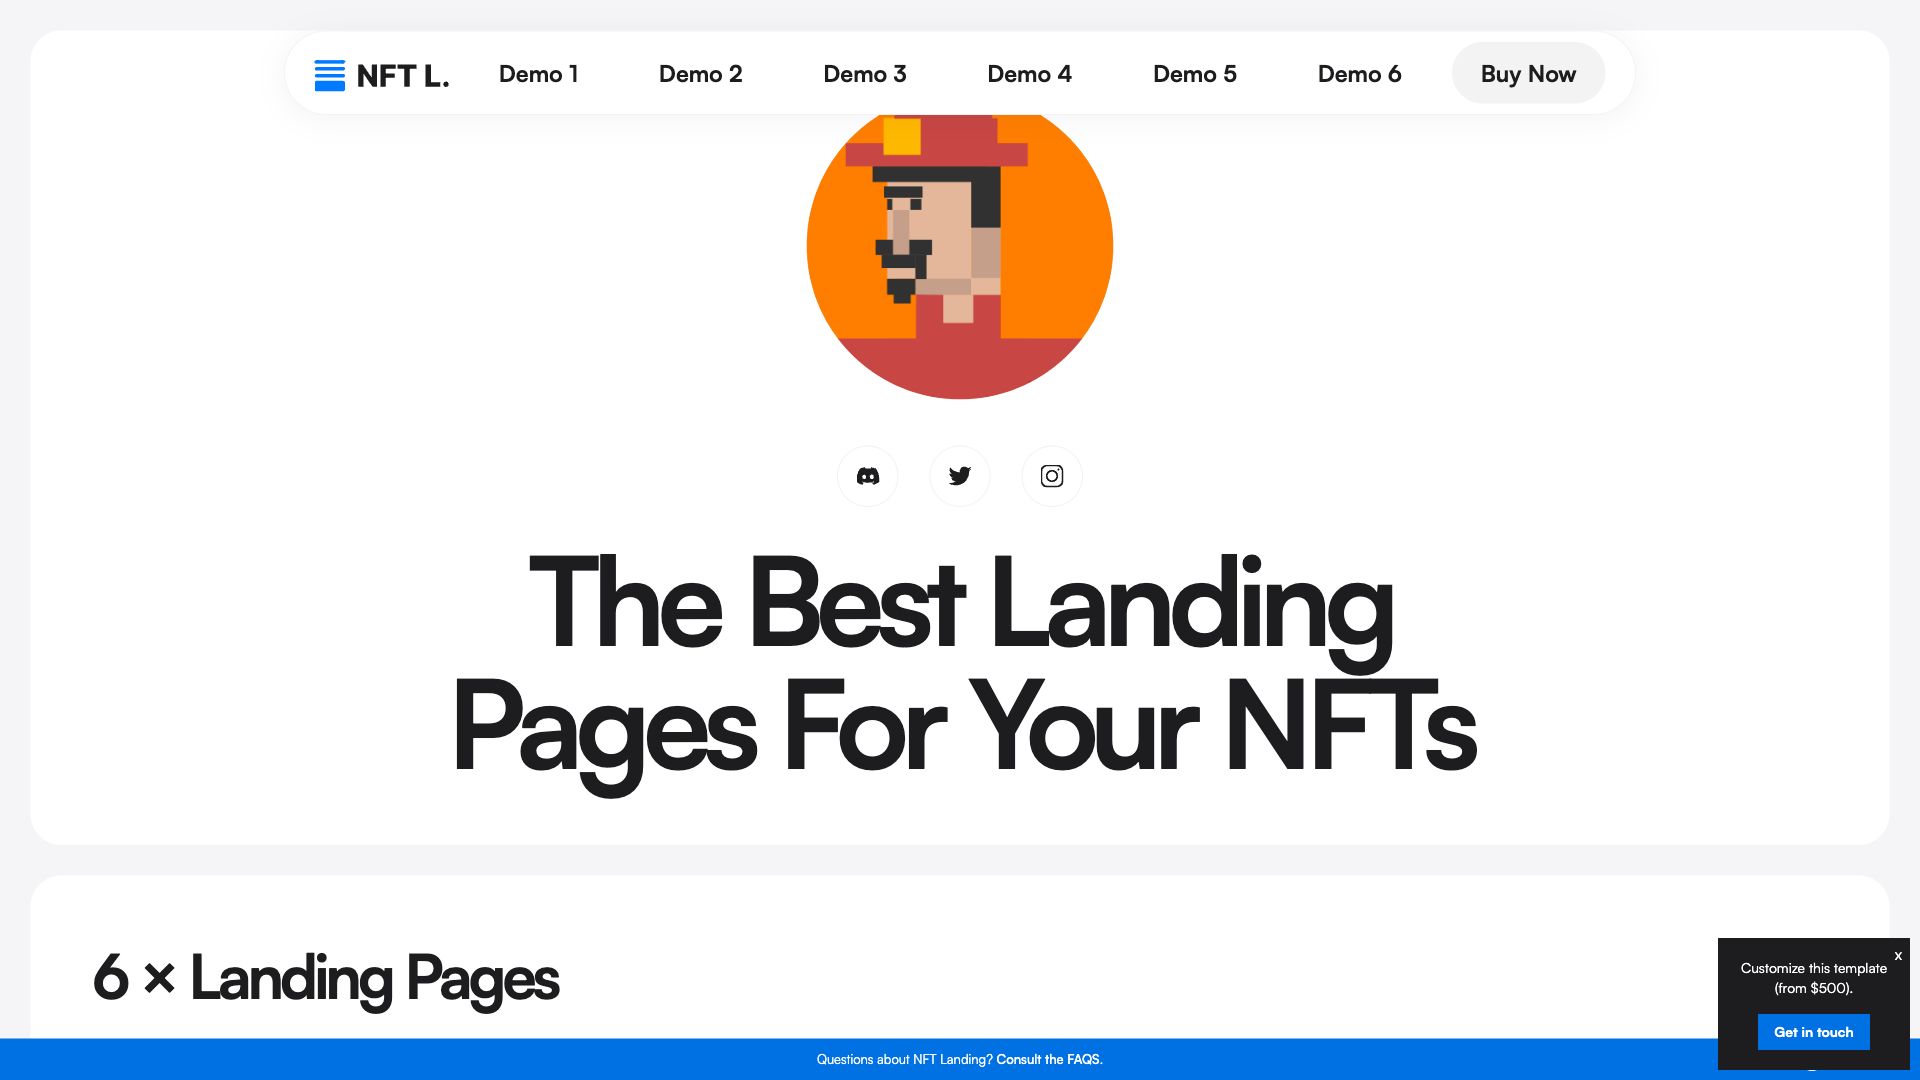 NFT L.
Demo 1
Demo 2
Demo 3
Demo 4
Demo 5
Demo 6
Buy Now
The Best Landing
Pages For Your NFTs
6 × Landing Pages
x
Customize this template
(from $500).
Get in touch
Questions about NFT Landing? Consult the FAQS.